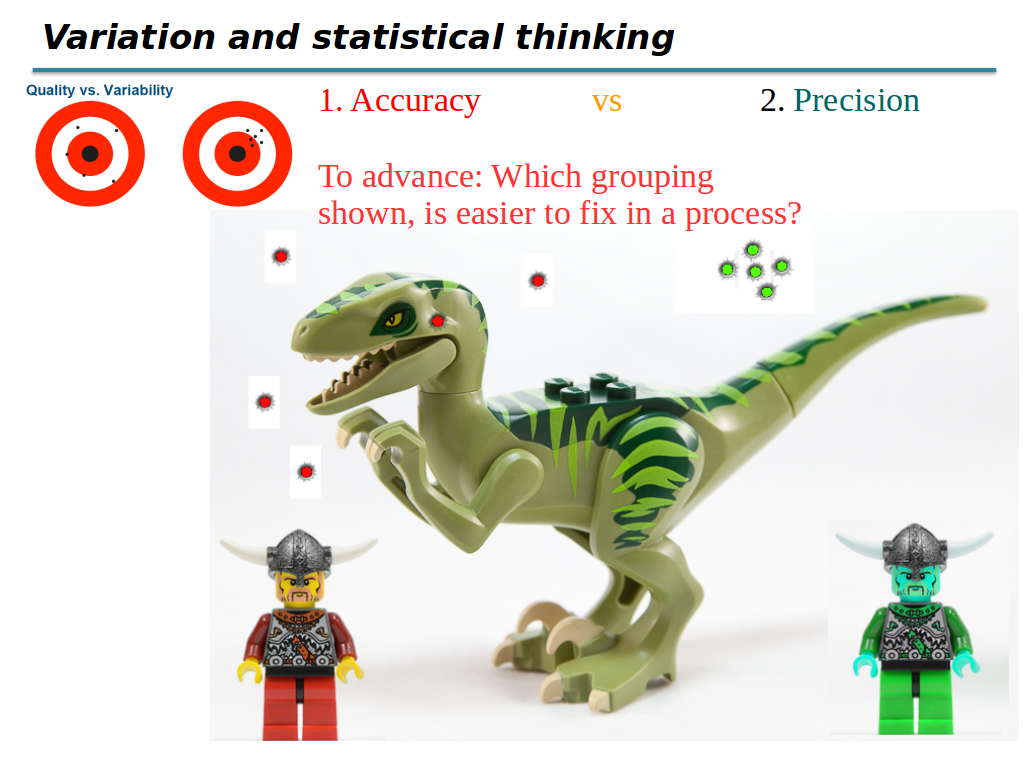 Variation and statistical thinking
Quality vs. Variability
1. Accuracy vs 2. Precision
To advance: Which grouping
shown, is easier to fix in a process?